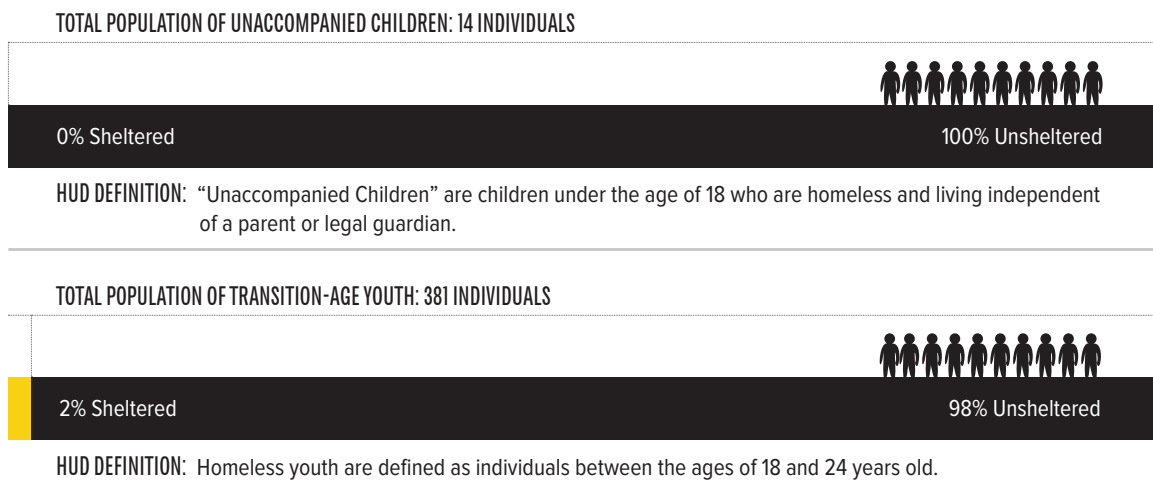 TOTAL POPULATION OF UNACCOMPANIED CHILDREN: 14 INDIVIDUALS
0% Sheltered 100% Unsheltered
HUD DEFINITION: “Unaccompanied Children” are children under the age of 18 who are homeless and living independent
of a parent or legal guardian.
TOTAL POPULATION OF TRANSITION-AGE YOUTH: 381 INDIVIDUALS
2% Sheltered 98% Unsheltered
HUD DEFINITION: Homeless youth are defined as individuals between the ages of 18 and 24 years old.